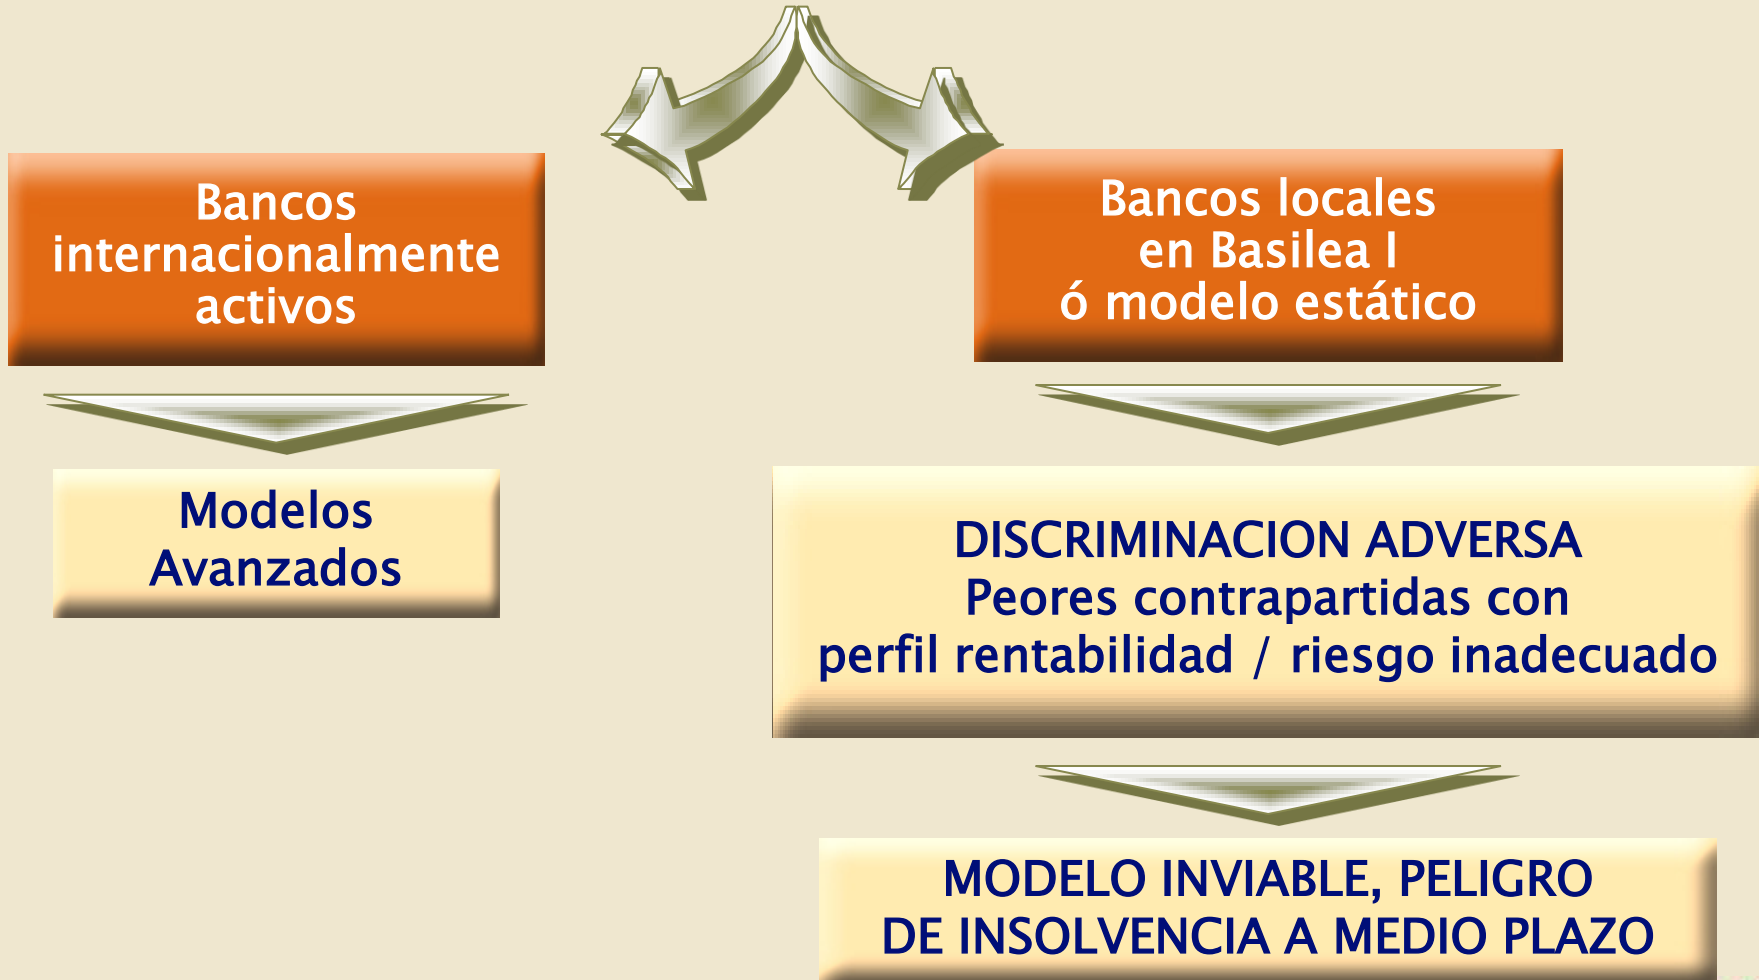 Bancos
internacionalmente
activos
Modelos
Avanzados
Bancos locales
en Basilea I
ó modelo estático
DISCRIMINACION ADVERSA
Peores contrapartidas con
perfil rentabilidad / riesgo inadecuado
MODELO INVIABLE, PELIGRO
DE INSOLVENCIA A MEDIO PLAZO